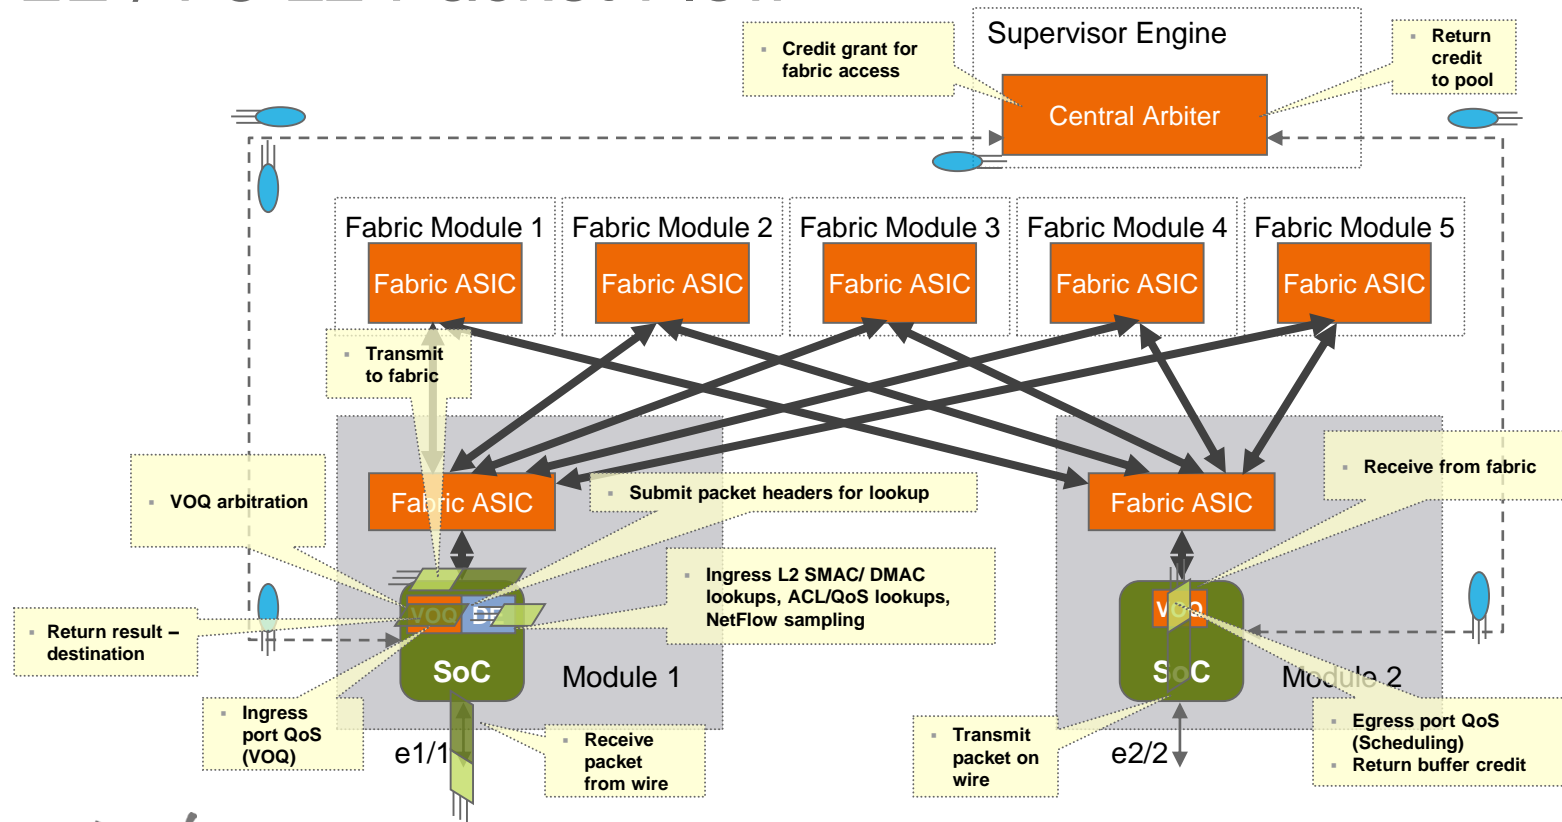 Supervisor Engine
Credit grant for
fabric access
Return
credit
to pool
Central Arbiter
Fabric Module 1
Fabric Module 2
Fabric Module 3
Fabric Module 4
Fabric Module 5
Fabric ASIC
Fabric ASIC
Fabric ASIC
Fabric ASIC
Fabric ASIC
Transmit
to fabric
VOQ arbitration
Fabric ASIC
Submit packet headers for lookup
Fabric ASIC
Receive from fabric
Ingress L2 SMAC/ DMAC
lookups, ACL/QoS lookups,
NetFlow sampling
Return result –
destination
VOQ
SoC
Module 1
VOQ
SoC
Module 2
Ingress
port QoS
(VOQ)
e1/1
Receive
packet
from wire
Transmit
packet on
wire
e2/2
Egress port QoS
(Scheduling)
Return buffer credit